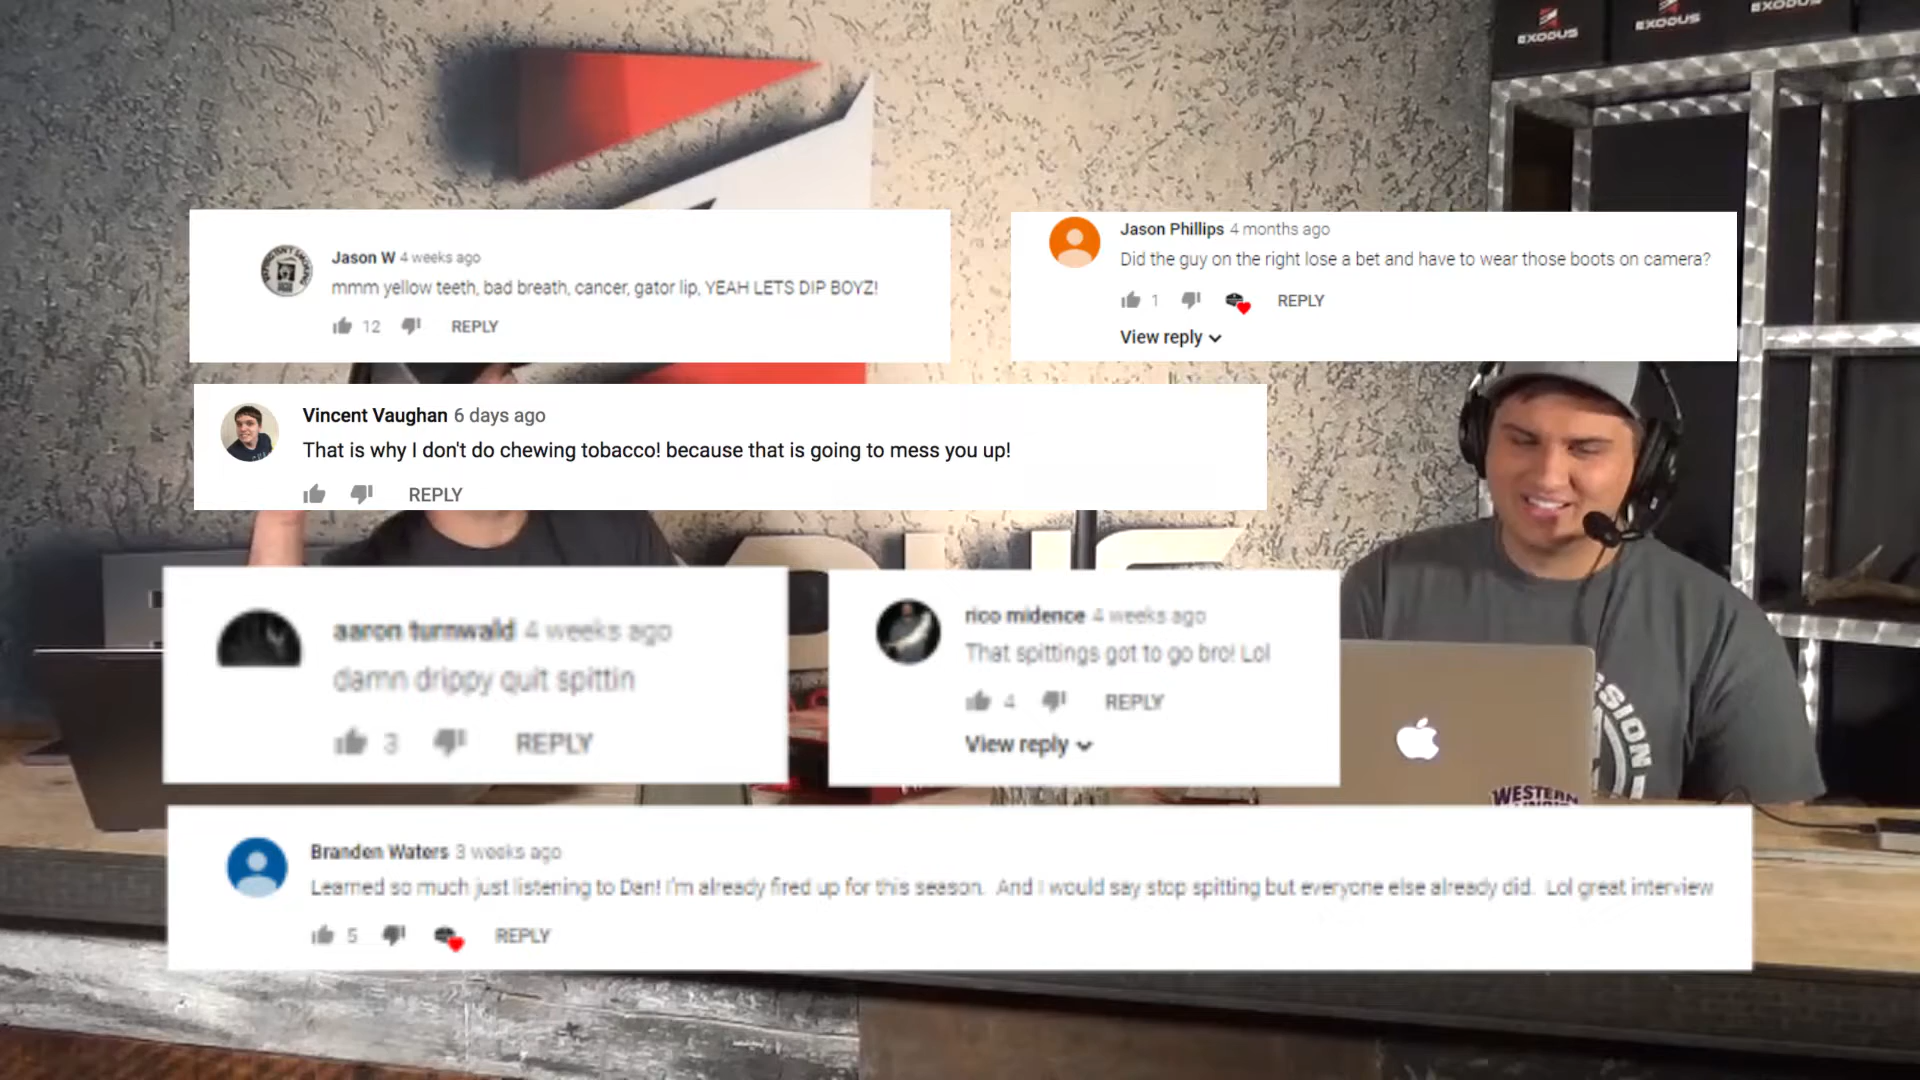 EXODUS
EXODUS
EXODUS
Jason W 4 weeks ago
mmm yellow teeth, bad breath, cancer, gator lip, YEAH LETS DIP BOYZ!
12 REPLY
Jason Phillips 4 months ago
Did the guy on the right lose a bet and have to wear those boots on camera?
1 REPLY
View reply
Vincent Vaughan 6 days ago
That is why I don't do chewing tobacco! because that is going to mess you up!
REPLY
aaron turnwald 4 weeks ago
damn drippy quit spittin
3 REPLY
rico midence 4 weeks ago
That spittings got to go bro! Lol
4 REPLY
View reply
WESTERN
Branden Waters 3 weeks ago
Learned so much just listening to Dan! I'm already fired up for this season. And I would say stop spitting but everyone else already did. Lol great interview
5 REPLY